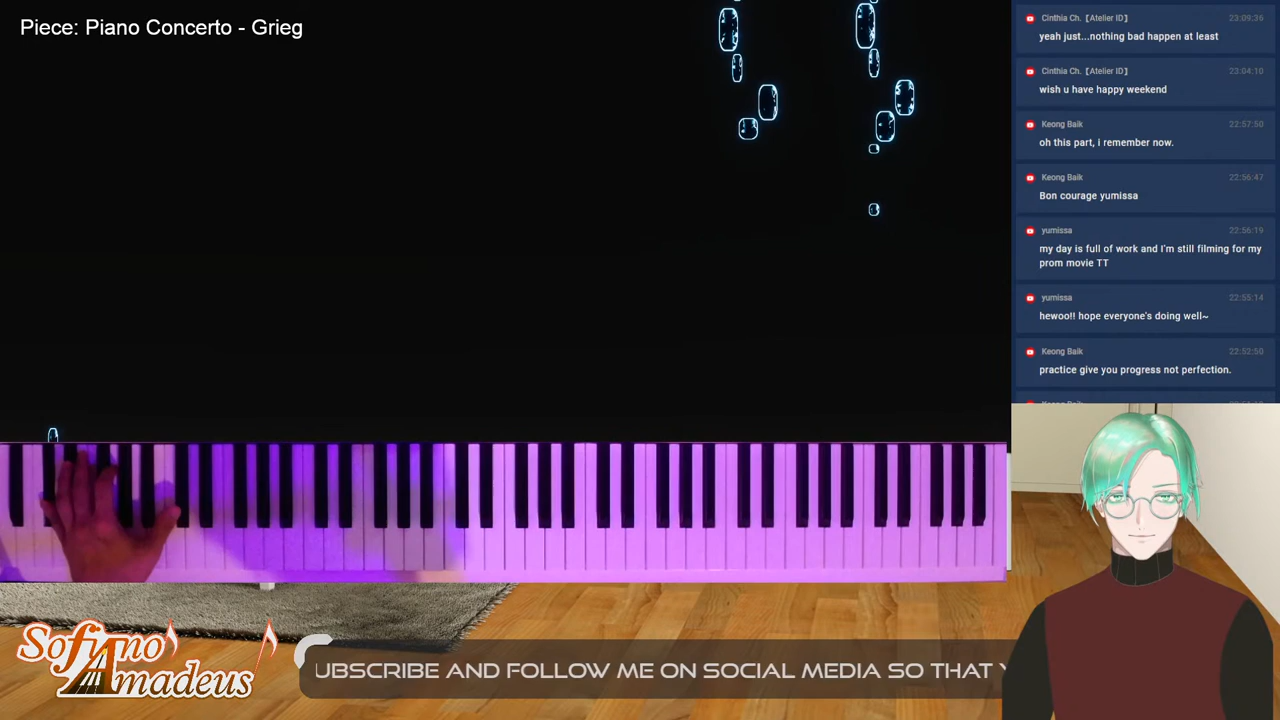 Piece: Piano Concerto - Grieg
Cinthia Ch.【Atelier ID】 23:09:36
yeah just...nothing bad happen at least
Cinthia Ch.【Atelier ID】 23:04:10
wish u have happy weekend
Keong Baik 22:57:50
oh this part, i remember now.
Keong Baik 22:56:47
Bon courage yumissa
yumissa 22:56:19
my day is full of work and I'm still filming for my
prom movie TT
yumissa 22:55:14
hewoo!! hope everyone's doing well~
Keong Baik 22:52:50
practice give you progress not perfection.
Sofiano
Amadeus
UBSCRIBE AND FOLLOW ME ON SOCIAL MEDIA SO THAT